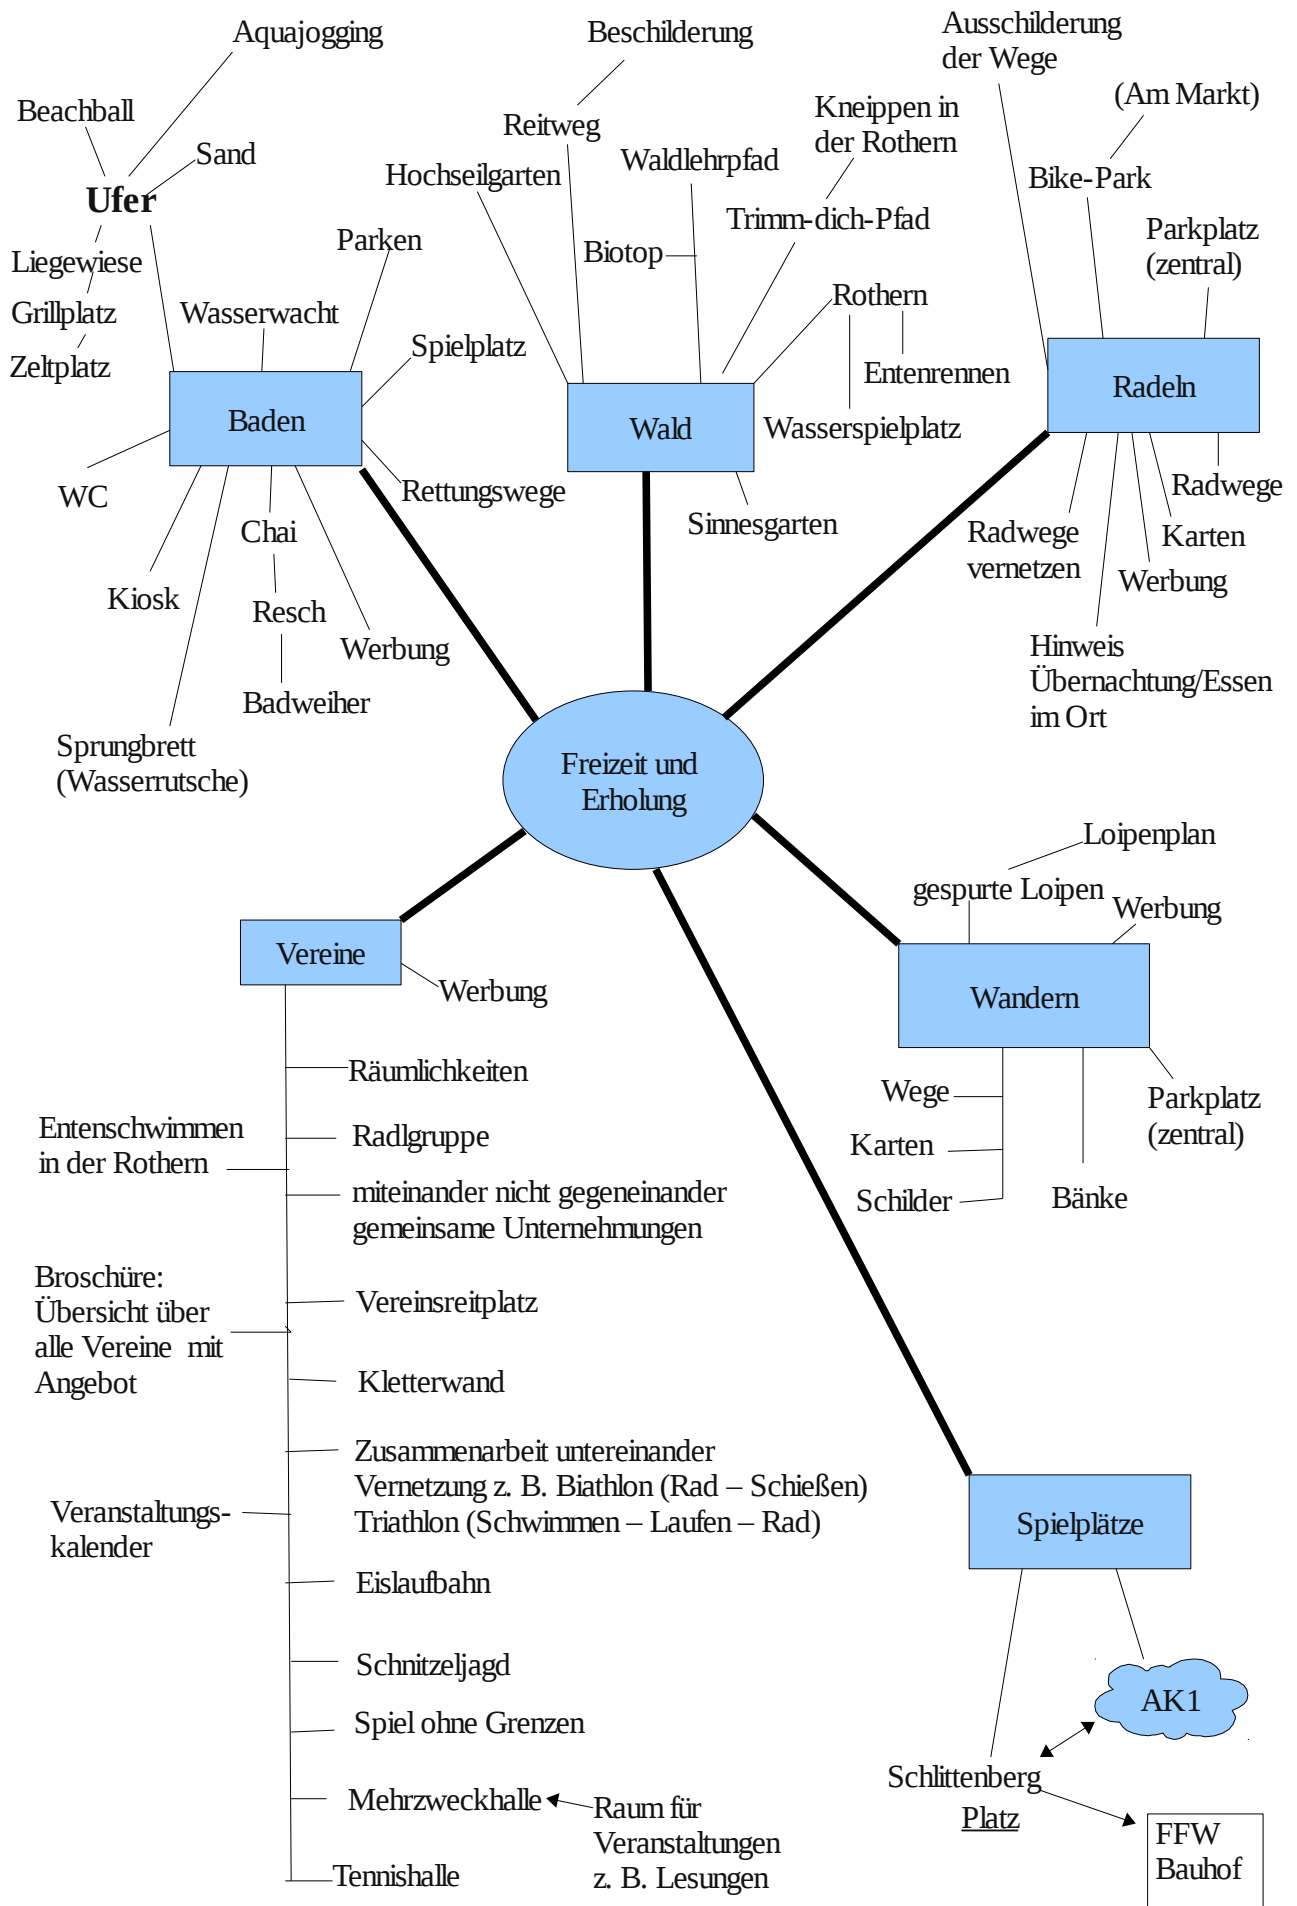 Aquajogging
Beachball
Sand
Ufer
Liegewiese
Grillplatz
Zeltplatz
Wasserwacht
Parken
Spielplatz
Baden
WC
Rettungswege
Kiosk
Chai
Resch
Badweiher
Werbung
Sprungbrett
(Wasserrutsche)
Beschilderung
Reitweg
Hochseilgarten
Waldlehrpfad
Biotop
Kneippen in
der Rothern
Trimm-dich-Pfad
Rothern
Entenrennen
Wasserspielplatz
Wald
Sinnesgarten
Ausschilderung
der Wege
(Am Markt)
Bike-Park
Parkplatz
(zentral)
Radeln
Radwege
Karten
Radwege
vernetzen
Werbung
Hinweis
Übernachtung/Essen
im Ort
Freizeit und
Erholung
Loipenplan
gespurte Loipen
Werbung
Wandern
Wege
Karten
Schilder
Bänke
Parkplatz
(zentral)
Vereine
Werbung
Räumlichkeiten
Entenschwimmen
in der Rothern
Radlgruppe
miteinander nicht gegeneinander
gemeinsame Unternehmungen
Broschüre:
Übersicht über
alle Vereine mit
Angebot
Vereinsreitplatz
Kletterwand
Zusammenarbeit untereinander
Vernetzung z. B. Biathlon (Rad – Schießen)
Triathlon (Schwimmen – Laufen – Rad)
Veranstaltungs-
kalender
Eislaufbahn
Schnitzeljagd
Spiel ohne Grenzen
Mehrzweckhalle
Raum für
Veranstaltungen
z. B. Lesungen
Tennishalle
Spielplätze
AK1
Schlittenberg
Platz
FFW
Bauhof